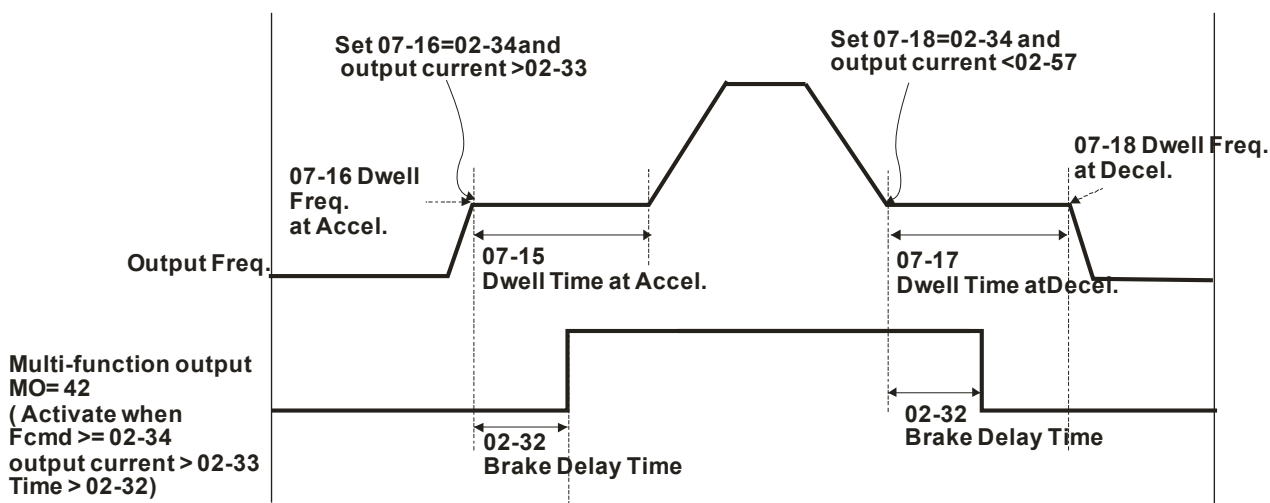 Set 07-16=02-34and
output current >02-33
Set 07-18=02-34 and
output current <02-57
07-16 Dwell
Freq.
at Accel.
07-18 Dwell Freq.
at Decel.
Output Freq.
07-15
Dwell Time at Accel.
07-17
Dwell Time atDecel.
Multi-function output
MO= 42
( Activate when
Fcmd >= 02-34
output current > 02-33
Time > 02-32)
02-32
Brake Delay Time
02-32
Brake Delay Time